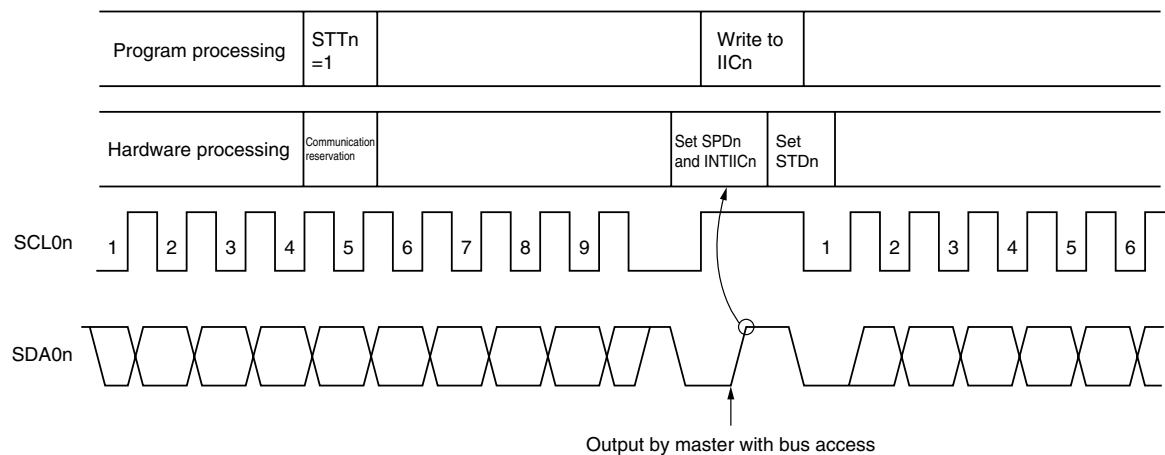 Program processing
STTn
=1
Write to
IICn
Hardware processing
Communication
reservation
Set SPDn
and INTIICn
Set
STDn
SCL0n
1 2 3 4 5 6 7 8 9 1 2 3 4 5 6
SDA0n
Output by master with bus access